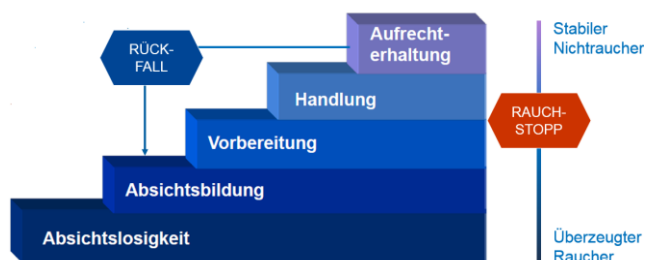 Aufrecht-
erhaltung
Stabiler
Nichtraucher
RÜCK-
FALL
Handlung
RAUCH-
STOPP
Vorbereitung
Absichtsbildung
Absichtslosigkeit
Überzeugter
Raucher